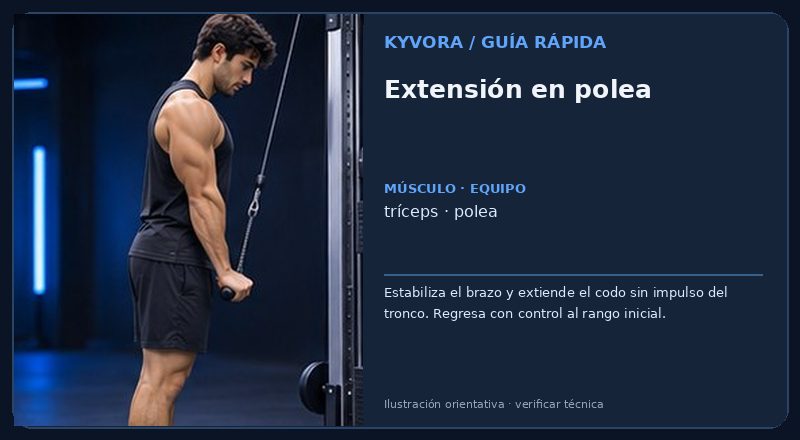 KYVORA / GUÍA RÁPIDA
Extensión en polea
MÚSCULO · EQUIPO
tríceps · polea
Estabiliza el brazo y extiende el codo sin impulso del
tronco. Regresa con control al rango inicial.
Ilustración orientativa · verificar técnica